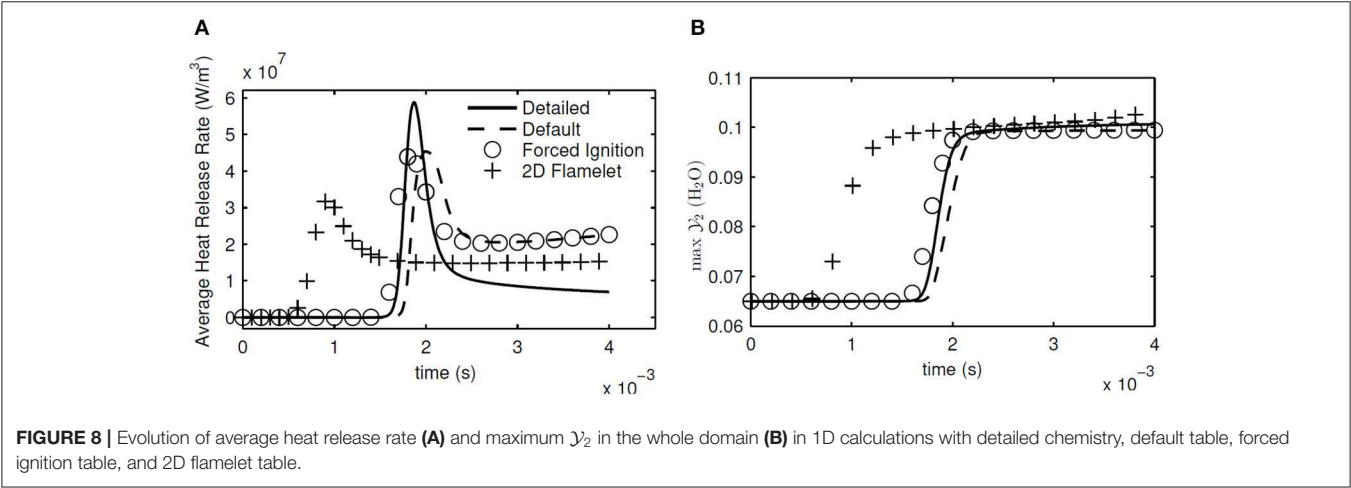 A
B
x 10⁷
Average Heat Release Rate (W/m³)
6
5
4
3
2
1
0
0
1
2
3
4
time (s)
x 10⁻³
Detailed
Default
Forced Ignition
2D Flamelet
max 𝒴₂ (H₂O)
0.11
0.1
0.09
0.08
0.07
0.06
0
1
2
3
4
time (s)
x 10⁻³
FIGURE 8 | Evolution of average heat release rate (A) and maximum 𝒴₂ in the whole domain (B) in 1D calculations with detailed chemistry, default table, forced
ignition table, and 2D flamelet table.